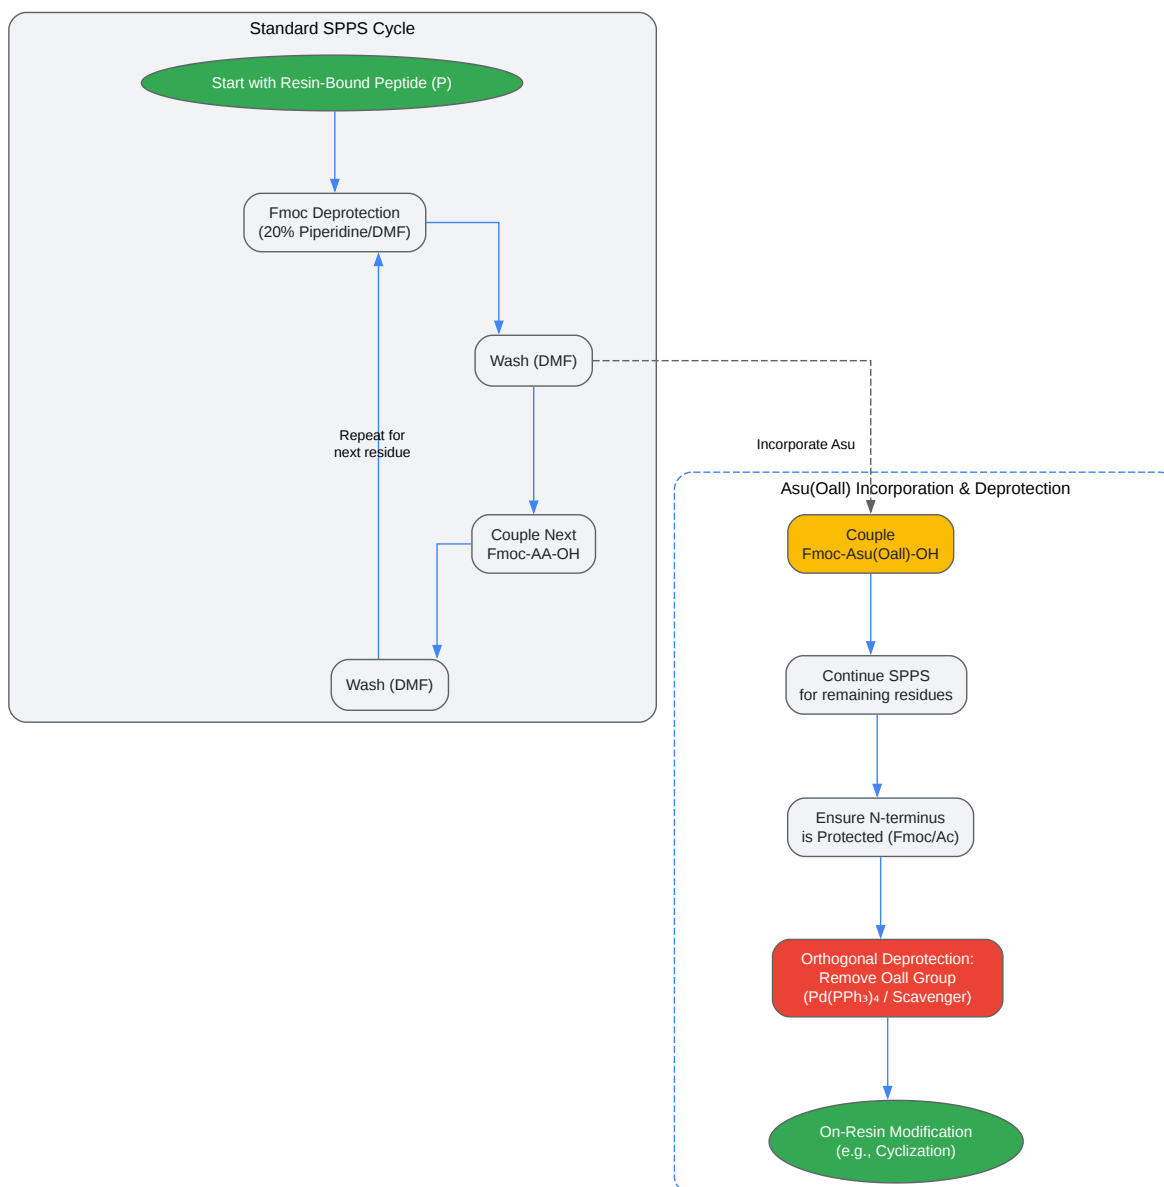 Standard SPPS Cycle
Start with Resin-Bound Peptide (P)
Fmoc Deprotection
(20% Piperidine/DMF)
Wash (DMF)
Repeat for
next residue
Couple Next
Fmoc-AA-OH
Wash (DMF)
Incorporate Asu
Asu(Oall) Incorporation & Deprotection
Couple
Fmoc-Asu(Oall)-OH
Continue SPPS
for remaining residues
Ensure N-terminus
is Protected (Fmoc/Ac)
Orthogonal Deprotection:
Remove Oall Group
(Pd(PPh₃)₄ / Scavenger)
On-Resin Modification
(e.g., Cyclization)